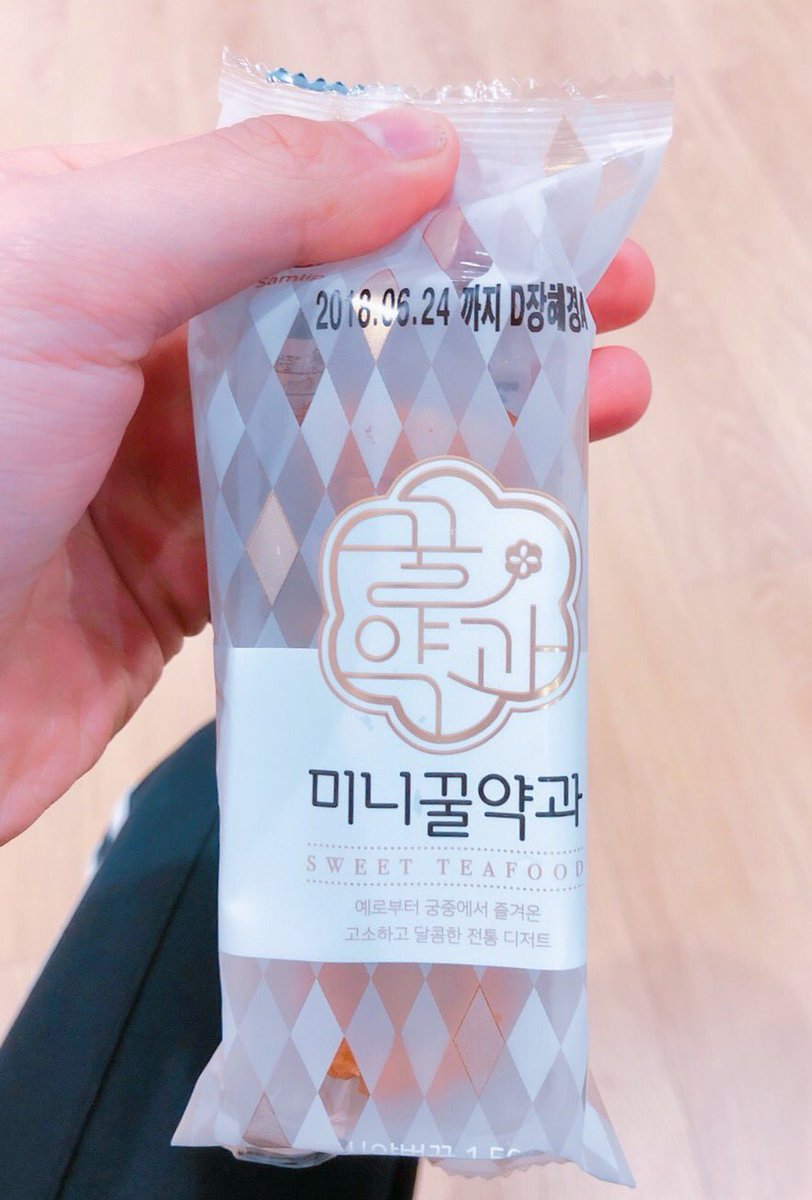 2018.06.24 까지 D장혜경A
꿀
약과
미니꿀약과
SWEET TEAFOOD
예로부터 궁중에서 즐겨온
고소하고 달콤한 전통 디저트